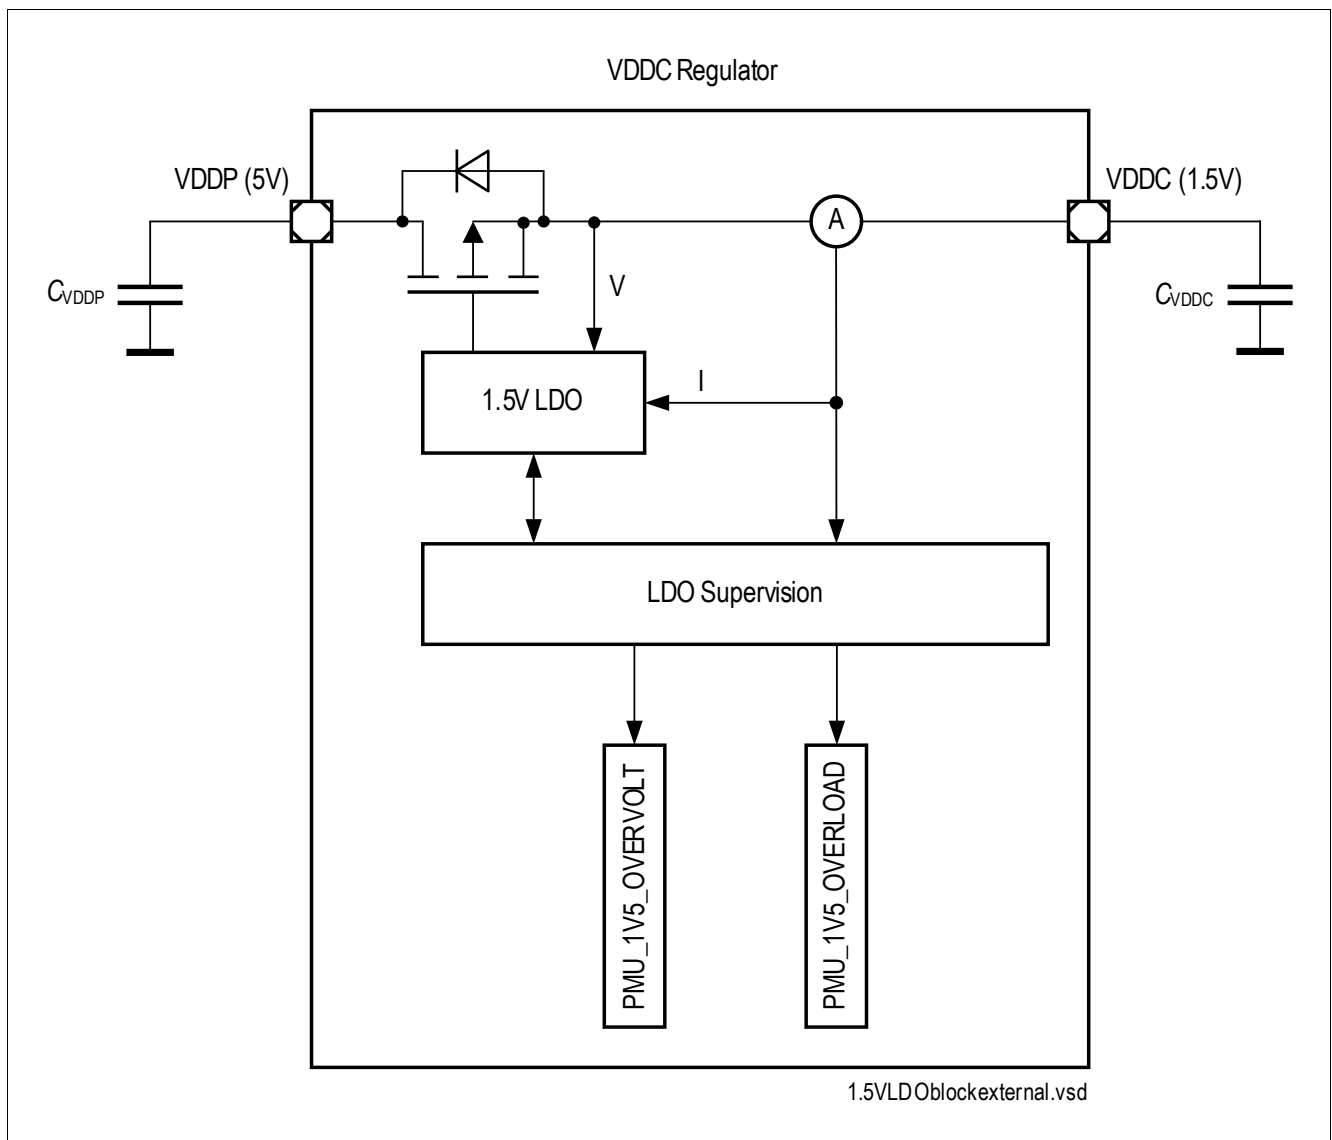 VDDC Regulator
VDDP (5V)
VDDC (1.5V)
A
CVDDP
V
CVDDC
I
1.5V LDO
LDO Supervision
PMU_1V5_OVERVOLT
PMU_1V5_OVERLOAD
1.5VLDOblockexternal.vsd